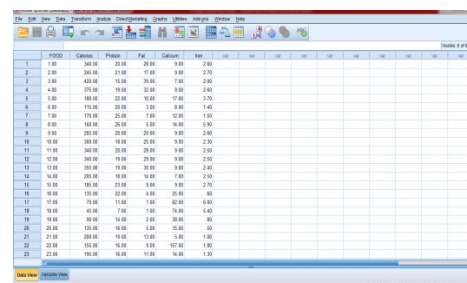 File Edit View Data Transform Analyze Direct Marketing Graphs Utilities Add-ons Window Help
Visible: 6 of 6
FOOD Calories Protein Fat Calcium Iron var var var var var var var var var var
1 1.00 340.00 20.00 28.00 9.00 2.60
2 2.00 245.00 21.00 17.00 9.00 2.70
3 3.00 420.00 15.00 39.00 7.00 2.00
4 4.00 375.00 19.00 32.00 9.00 2.60
5 5.00 180.00 22.00 10.00 17.00 3.70
6 6.00 115.00 20.00 3.00 8.00 1.40
7 7.00 170.00 25.00 7.00 12.00 1.50
8 8.00 160.00 26.00 5.00 14.00 5.90
9 9.00 265.00 20.00 20.00 9.00 2.60
10 10.00 300.00 18.00 25.00 9.00 2.30
11 11.00 340.00 20.00 28.00 9.00 2.50
12 12.00 340.00 19.00 29.00 9.00 2.50
13 13.00 355.00 19.00 30.00 9.00 2.40
14 14.00 205.00 18.00 14.00 7.00 2.50
15 15.00 185.00 23.00 9.00 9.00 2.70
16 16.00 135.00 22.00 4.00 25.00 .60
17 17.00 70.00 11.00 1.00 82.00 6.00
18 18.00 45.00 7.00 1.00 74.00 5.40
19 19.00 90.00 14.00 2.00 38.00 .80
20 20.00 135.00 16.00 5.00 15.00 .50
21 21.00 200.00 19.00 13.00 5.00 1.00
22 22.00 155.00 16.00 9.00 157.00 1.80
23 23.00 195.00 16.00 11.00 14.00 1.30
Data View Variable View